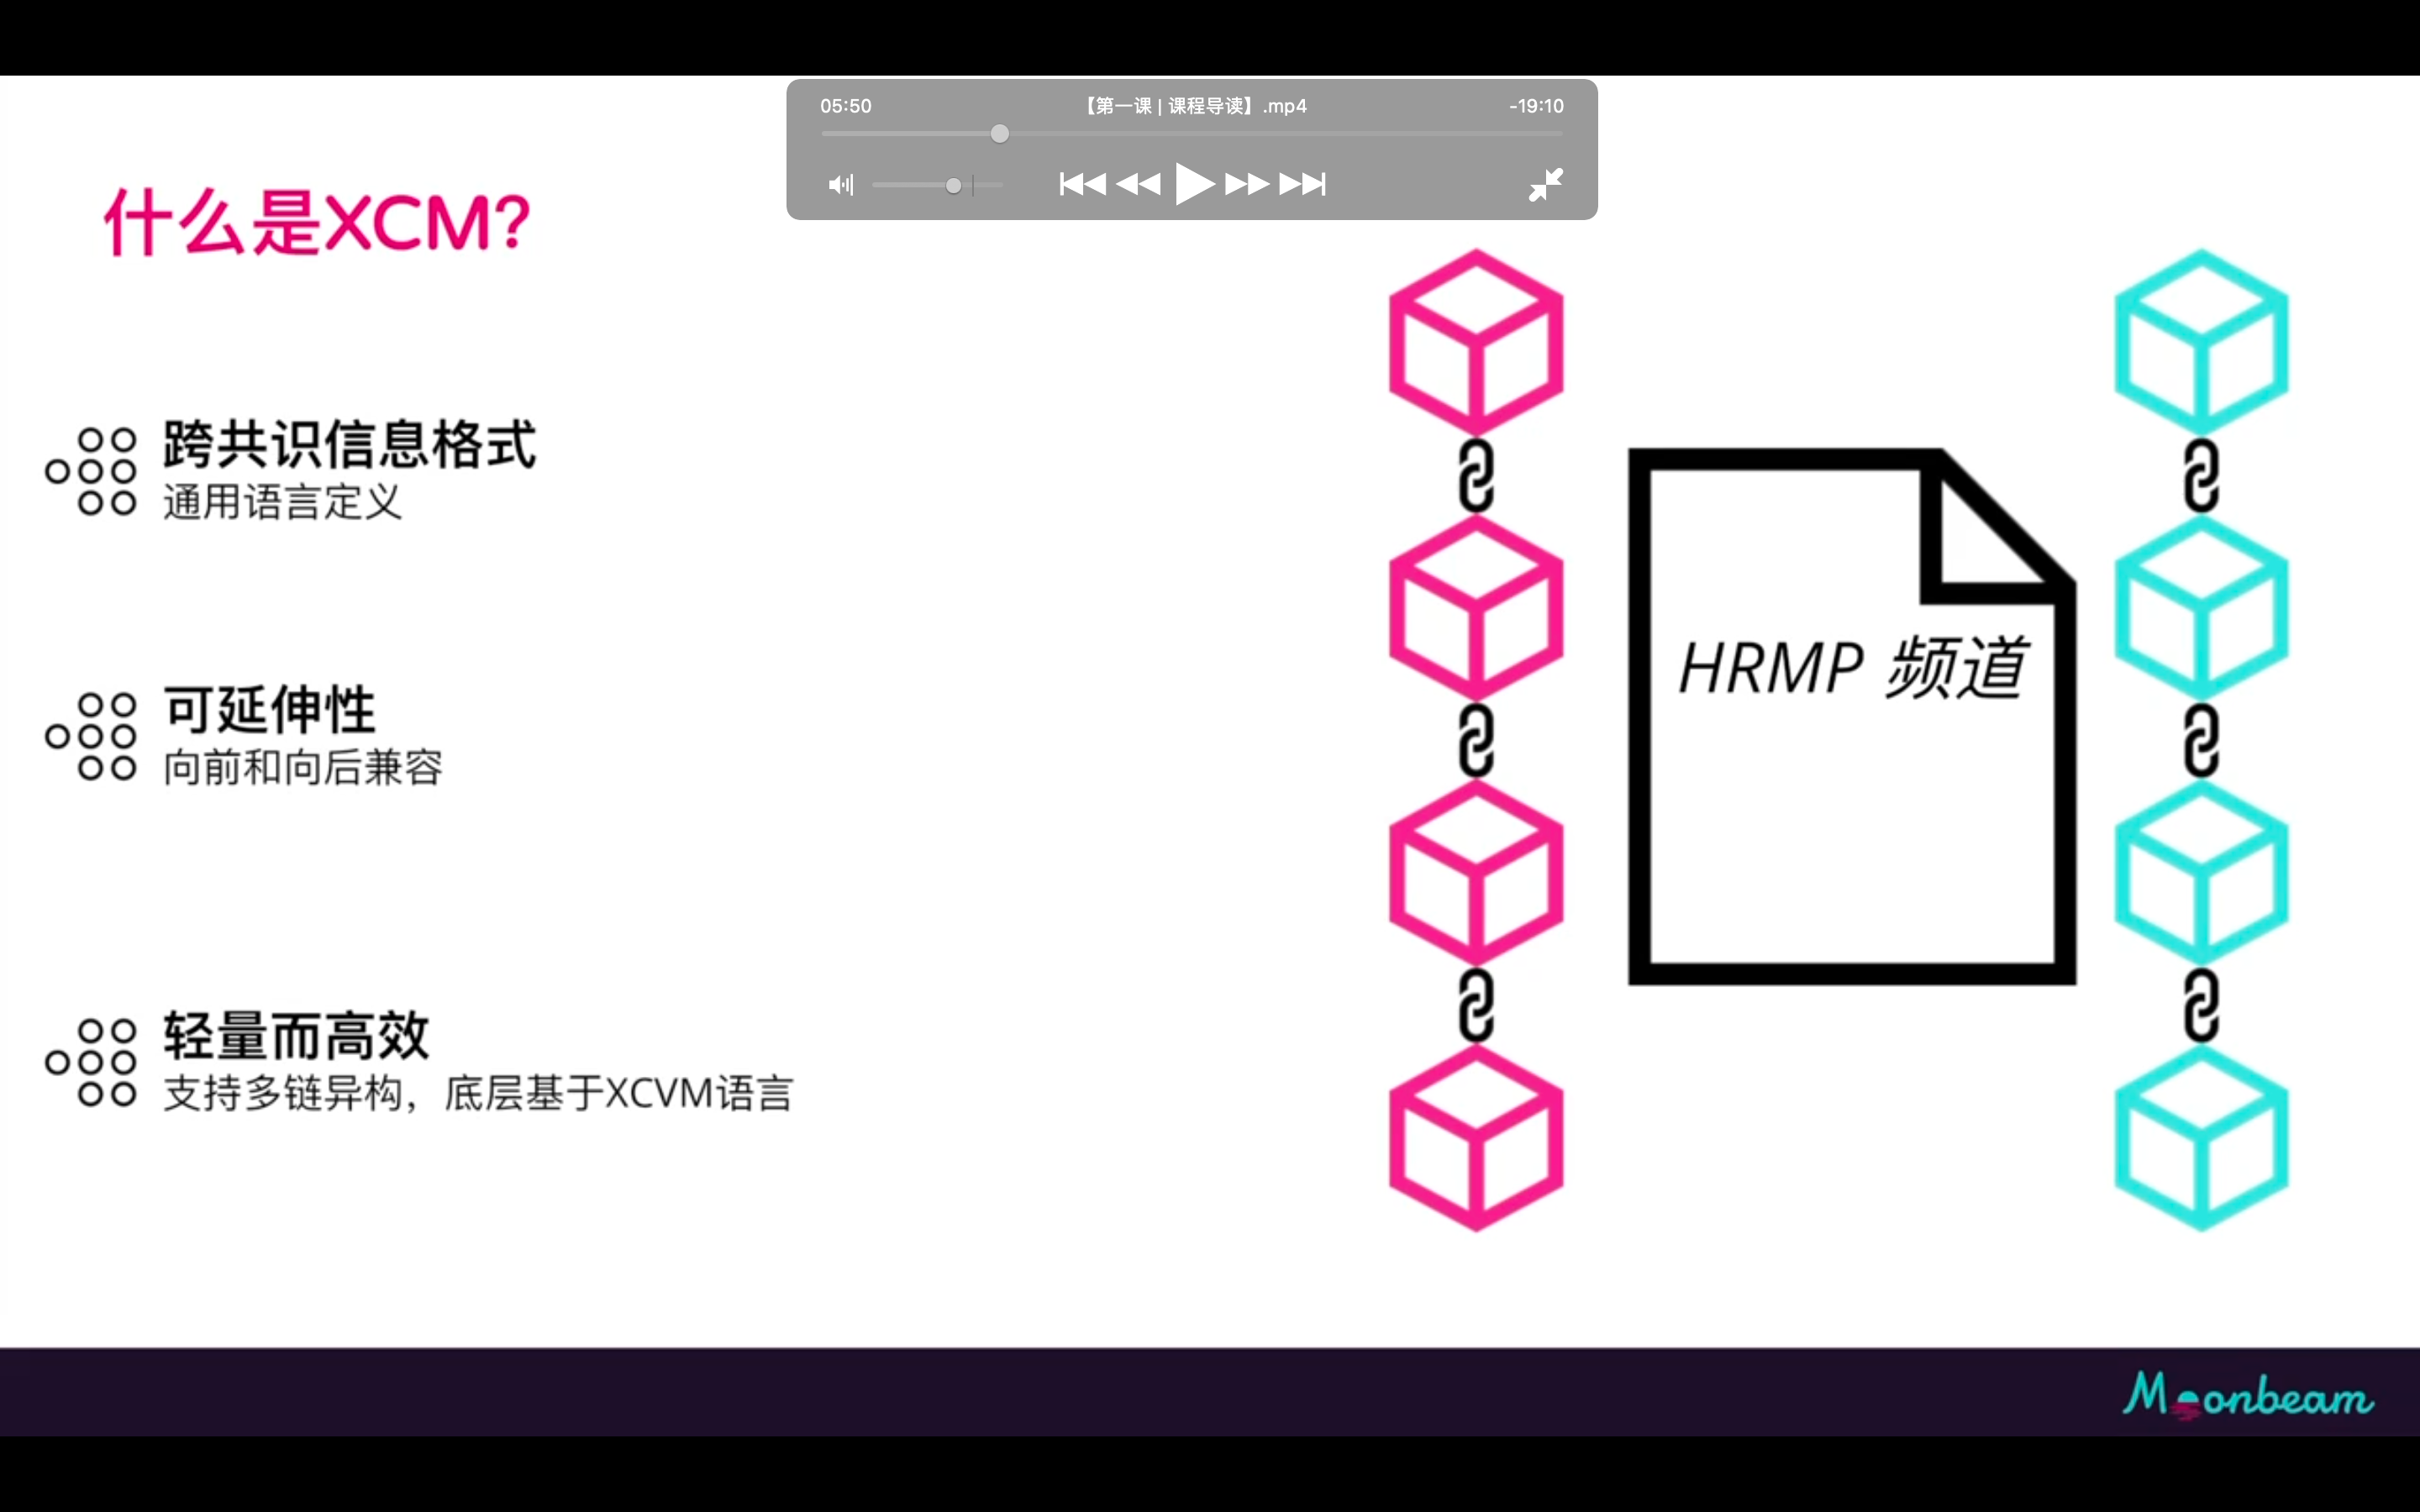 05:50
【第一课 | 课程导读】.mp4
-19:10
什么是XCM?
跨共识信息格式
通用语言定义
可延伸性
向前和向后兼容
轻量而高效
支持多链异构，底层基于XCVM语言
HRMP 频道
Moonbeam